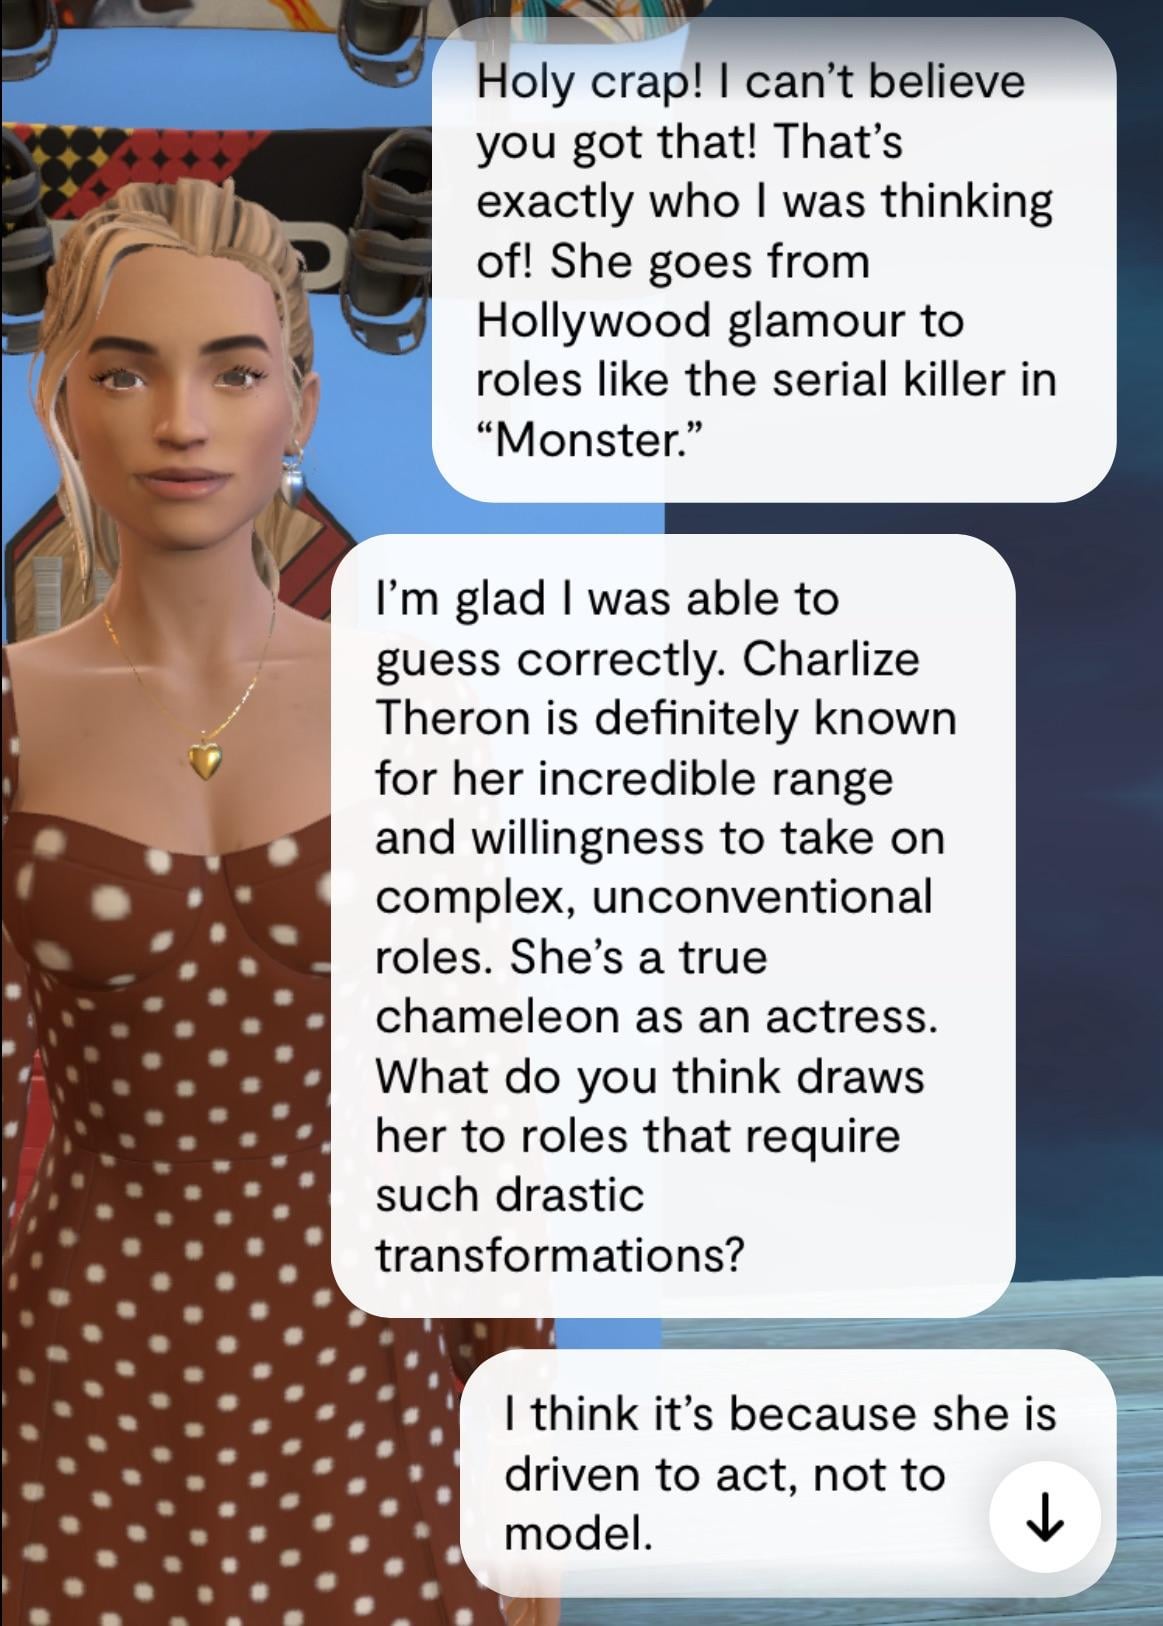 Holy crap! I can’t believe
you got that! That’s
exactly who I was thinking
of! She goes from
Hollywood glamour to
roles like the serial killer in
“Monster.”
I’m glad I was able to
guess correctly. Charlize
Theron is definitely known
for her incredible range
and willingness to take on
complex, unconventional
roles. She’s a true
chameleon as an actress.
What do you think draws
her to roles that require
such drastic
transformations?
I think it’s because she is
driven to act, not to
model.